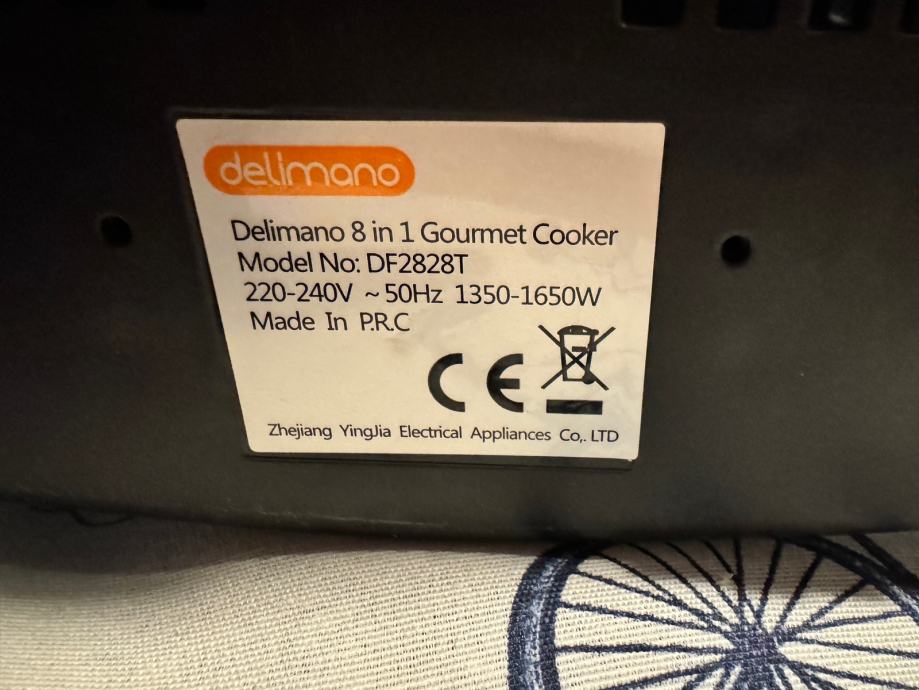 delimano
Delimano 8 in 1 Gourmet Cooker
Model No: DF2828T
220-240V ~50Hz 1350-1650W
Made In P.R.C
CE
Zhejiang YingJia Electrical Appliances Co,. LTD